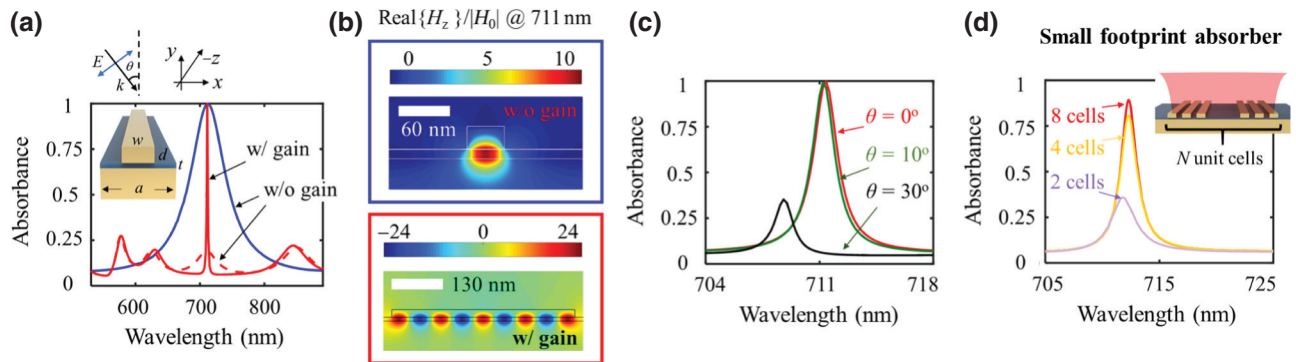 (a)
E
θ
k
y
−z
x
1
0.75
0.5
0.25
0
Absorbance
w
d
t
a
w/ gain
w/o gain
600
700
800
Wavelength (nm)
(b)
Real{Hz}/|H0| @ 711 nm
0
5
10
w/o gain
60 nm
−24
0
24
130 nm
w/ gain
(c)
1
0.75
0.5
0.25
0
Absorbance
θ = 0º
θ = 10º
θ = 30º
704
711
718
Wavelength (nm)
(d)
Small footprint absorber
1
0.75
0.5
0.25
0
Absorbance
8 cells
4 cells
2 cells
N unit cells
705
715
725
Wavelength (nm)